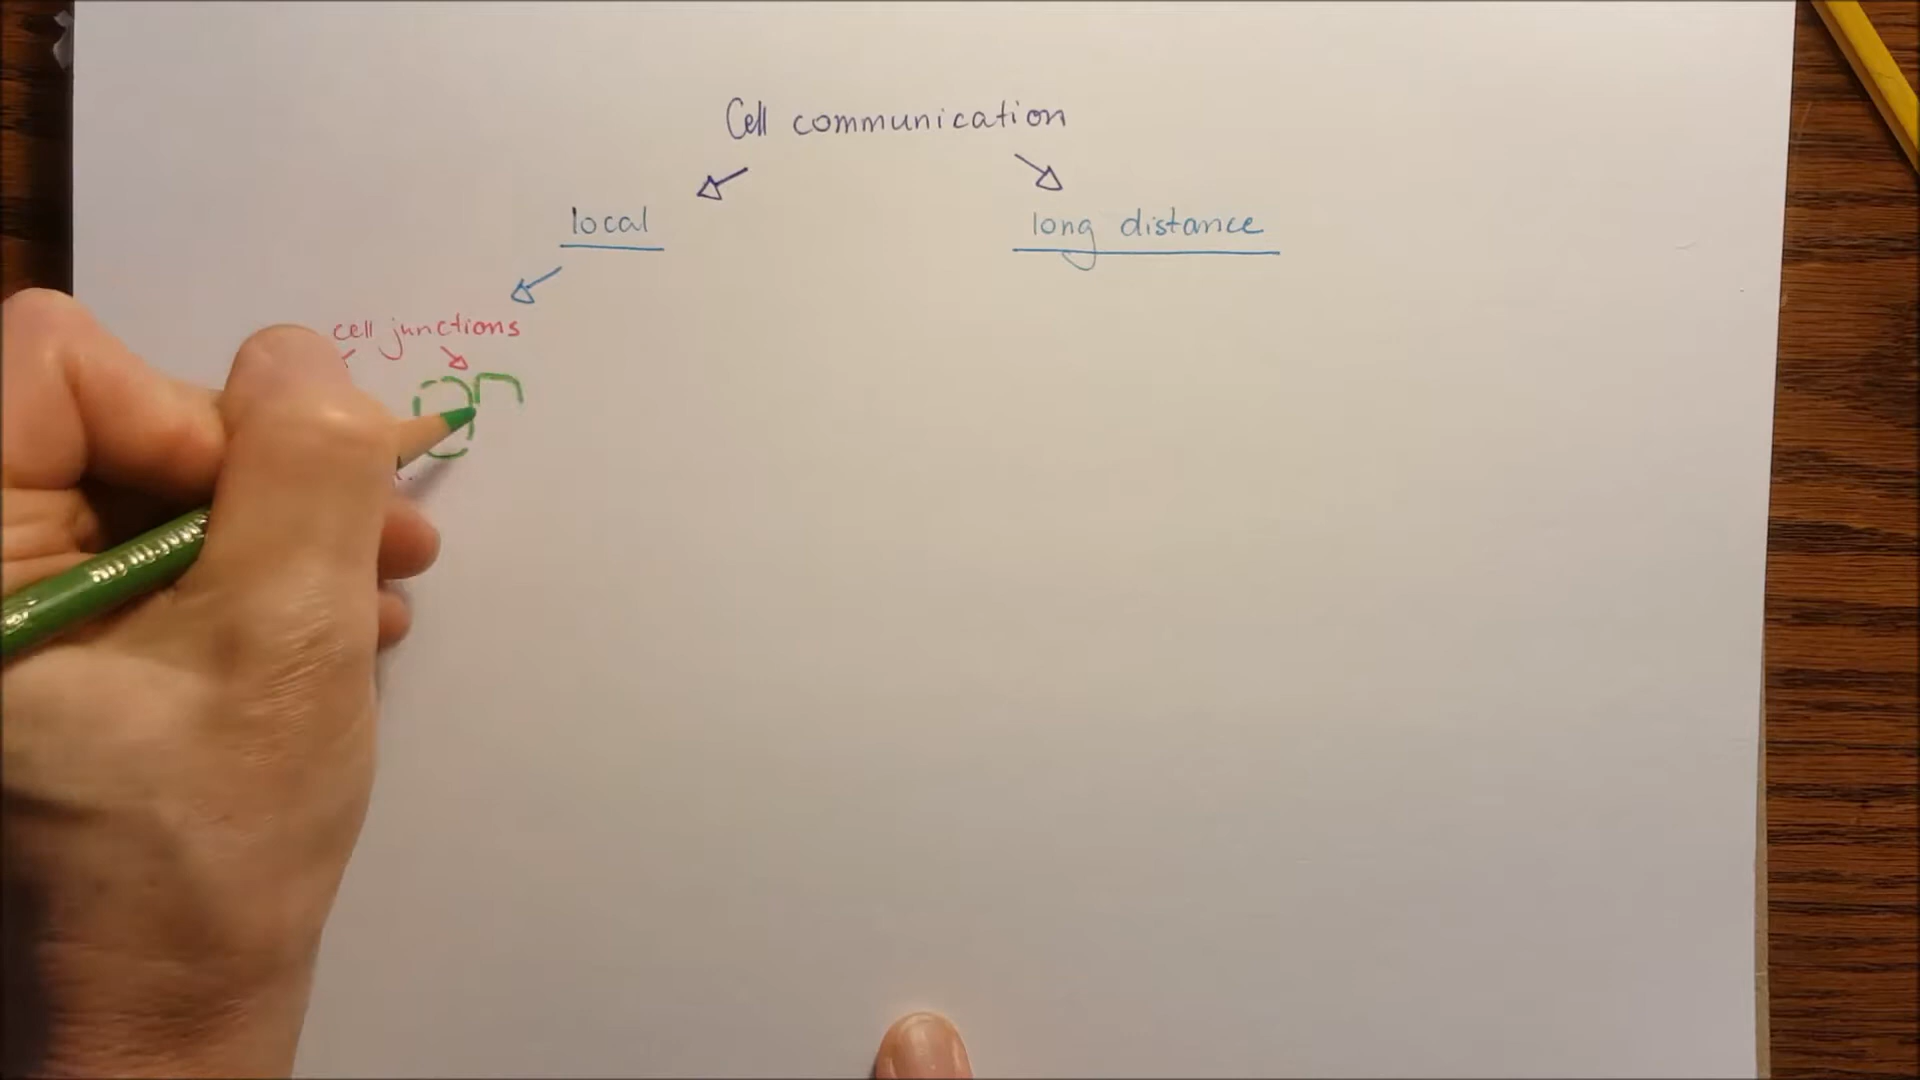 Cell communication
local
long distance
cell junctions